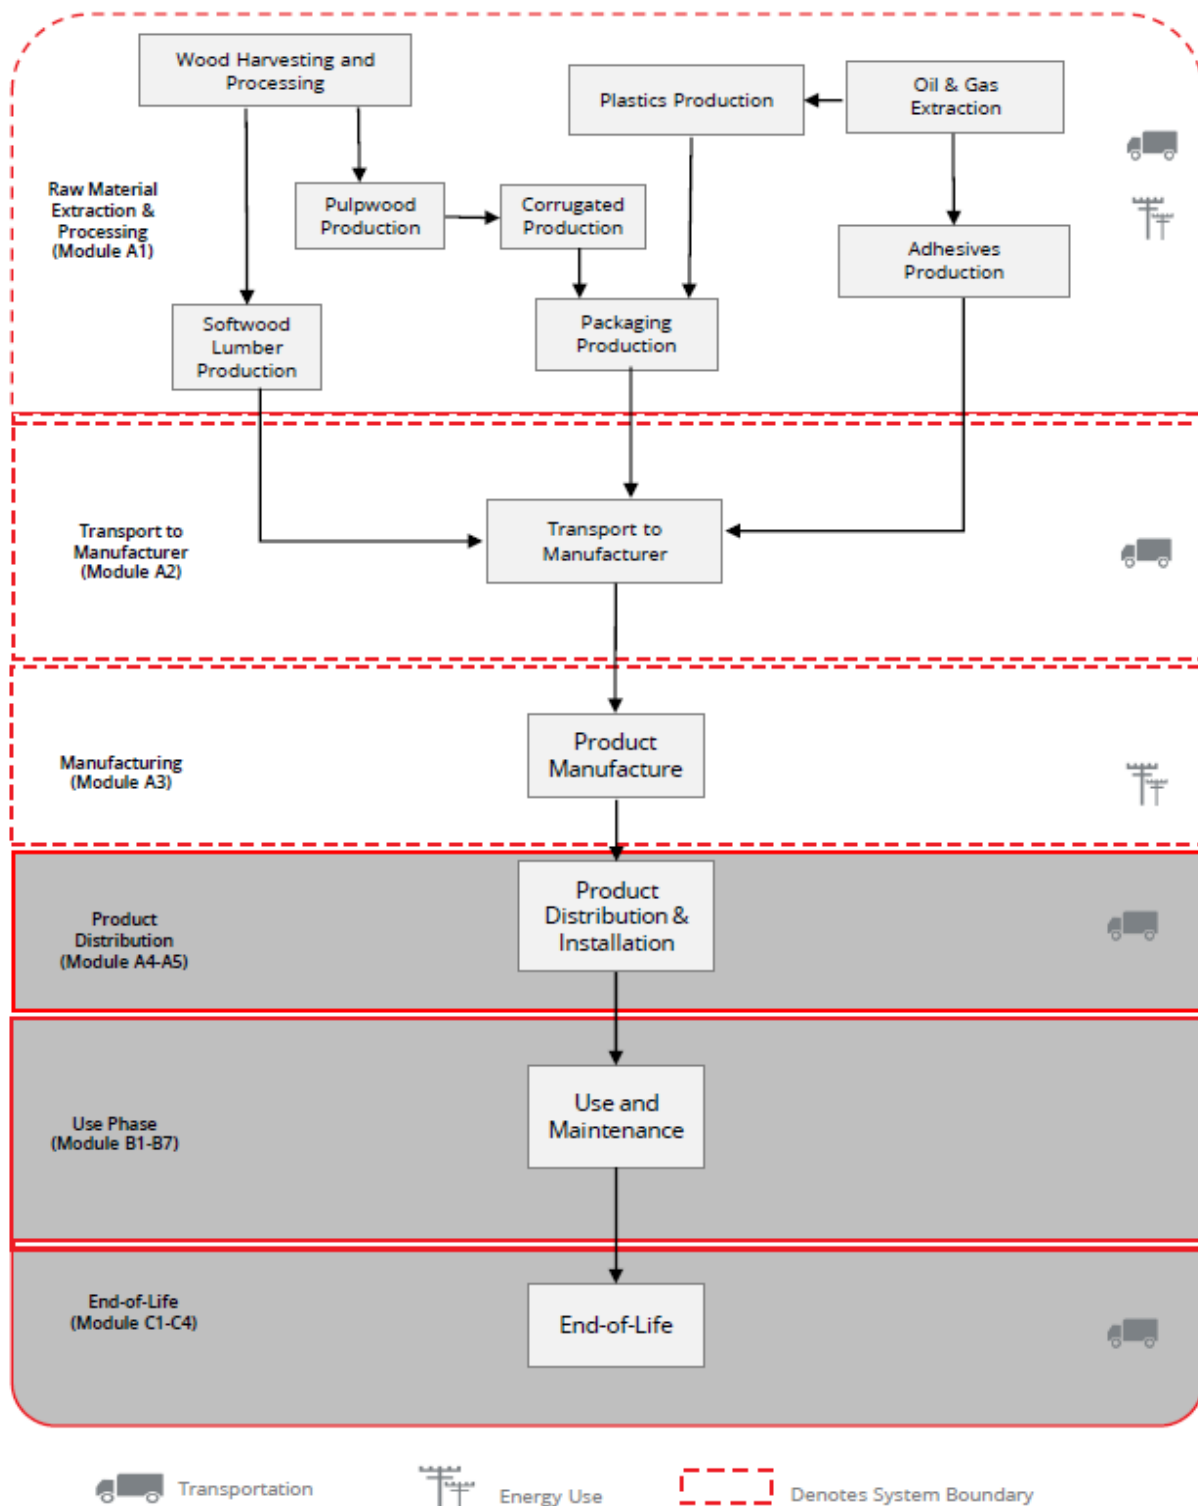 Wood Harvesting and
Processing
Plastics Production
Oil & Gas
Extraction
Raw Material
Extraction &
Processing
(Module A1)
Pulpwood
Production
Corrugated
Production
Adhesives
Production
Softwood
Lumber
Production
Packaging
Production
Transport to
Manufacturer
(Module A2)
Transport to
Manufacturer
Manufacturing
(Module A3)
Product
Manufacture
Product
Distribution
(Module A4-A5)
Product
Distribution &
Installation
Use Phase
(Module B1-B7)
Use and
Maintenance
End-of-Life
(Module C1-C4)
End-of-Life
Transportation
Energy Use
Denotes System Boundary